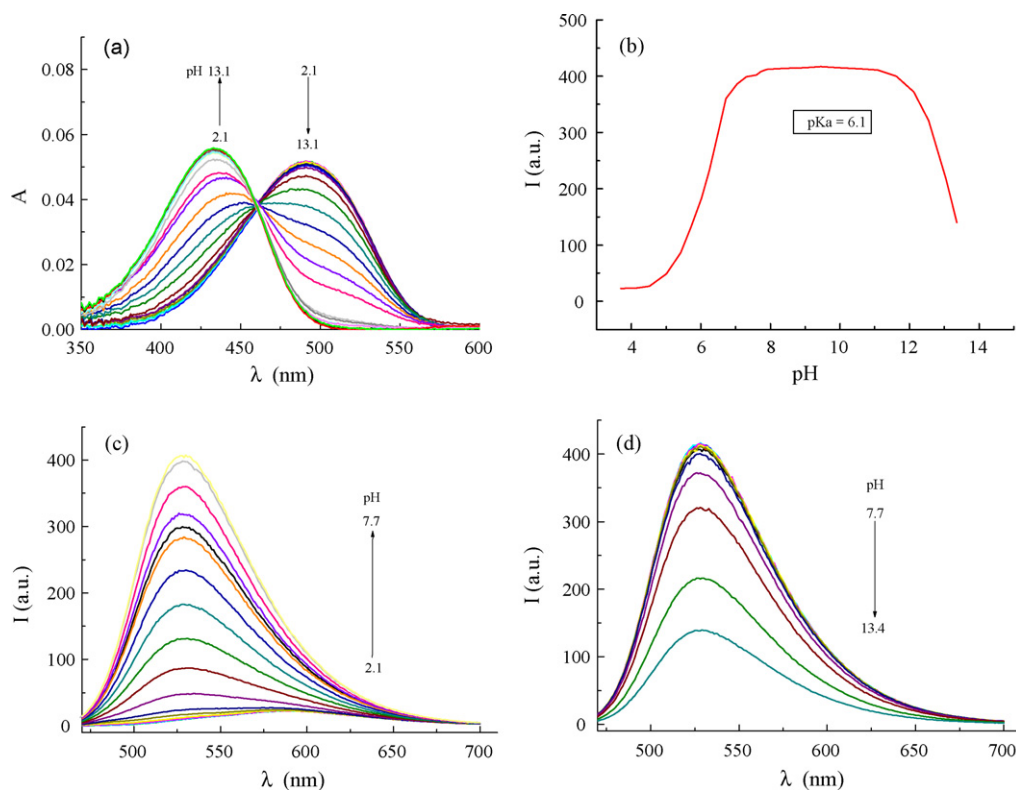 (a)
0.08
0.06
0.04
0.02
0.00
A
pH 13.1
2.1
2.1
13.1
350 400 450 500 550 600
λ (nm)
(b)
500
400
300
200
100
0
I (a.u.)
pKa = 6.1
4 6 8 10 12 14
pH
(c)
400
300
200
100
0
I (a.u.)
pH
7.7
2.1
500 550 600 650 700
λ (nm)
(d)
400
300
200
100
0
I (a.u.)
pH
7.7
13.4
500 550 600 650 700
λ (nm)